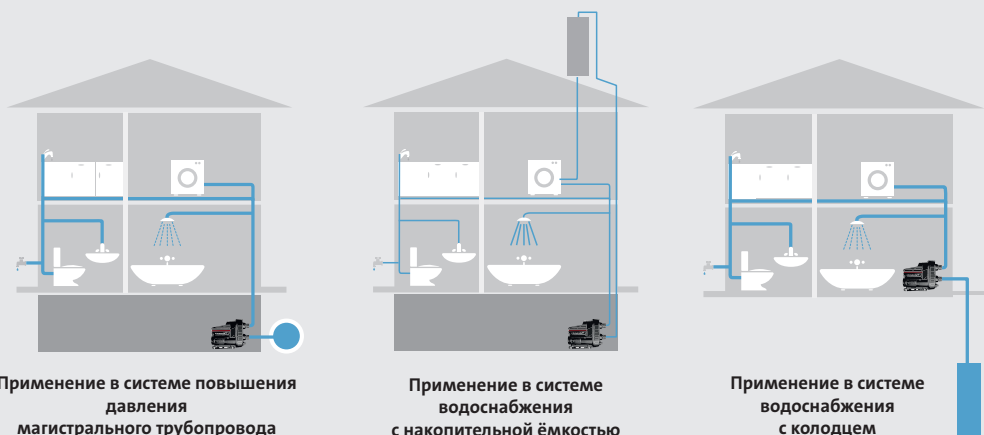 Применение в системе повышения
давления
магистрального трубопровода
Применение в системе
водоснабжения
с накопительной ёмкостью
Применение в системе
водоснабжения
с колодцем